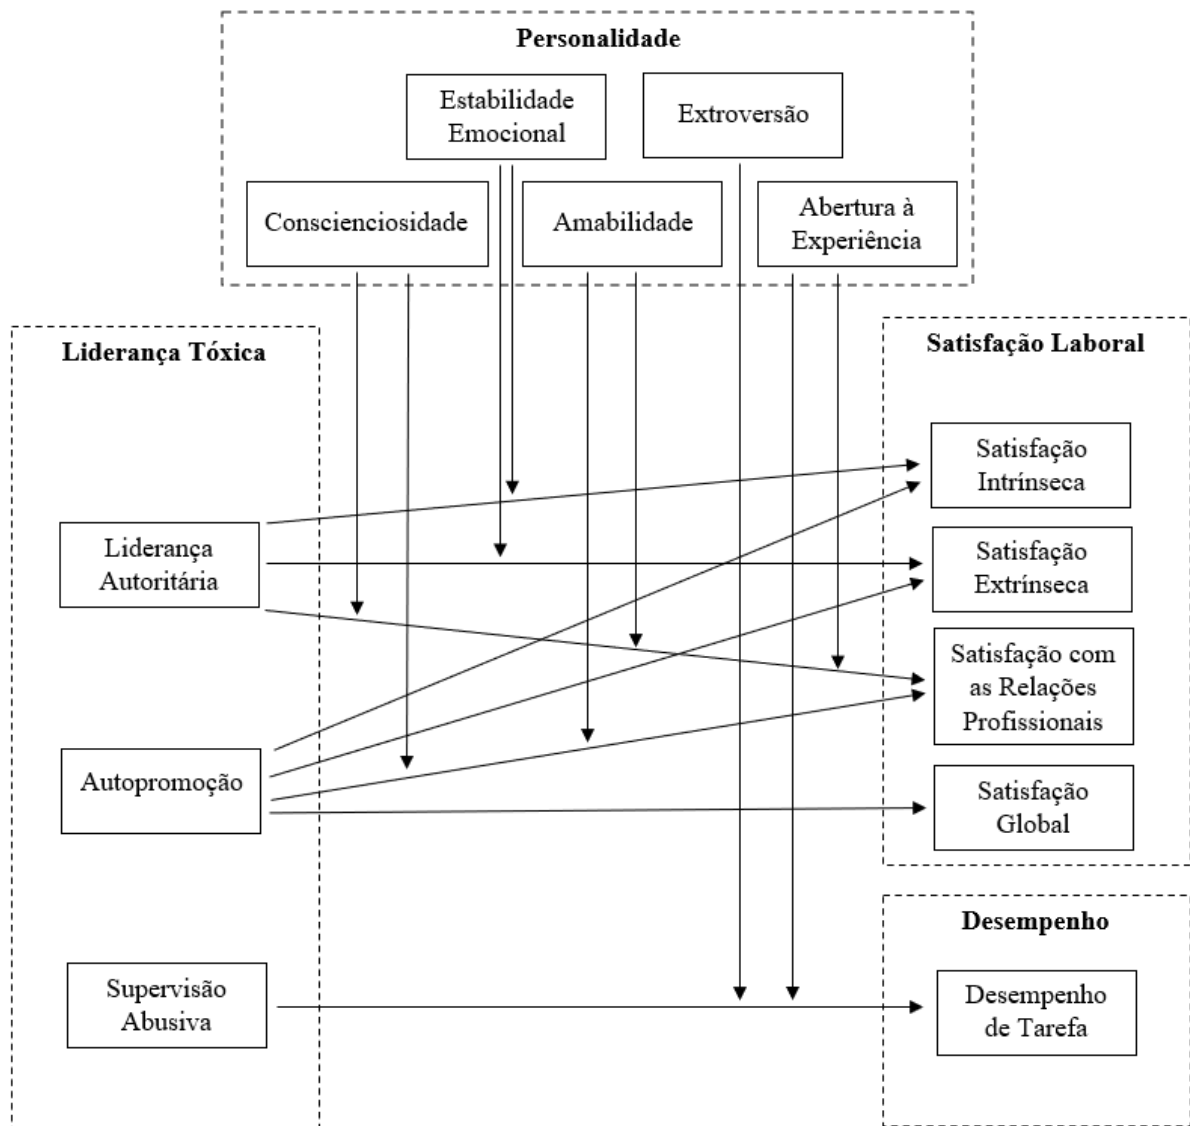 Personalidade
Estabilidade
Emocional
Extroversão
Conscienciosidade
Amabilidade
Abertura à
Experiência
Liderança Tóxica
Liderança
Autoritária
Autopromoção
Supervisão
Abusiva
Satisfação Laboral
Satisfação
Intrínseca
Satisfação
Extrínseca
Satisfação com
as Relações
Profissionais
Satisfação
Global
Desempenho
Desempenho
de Tarefa